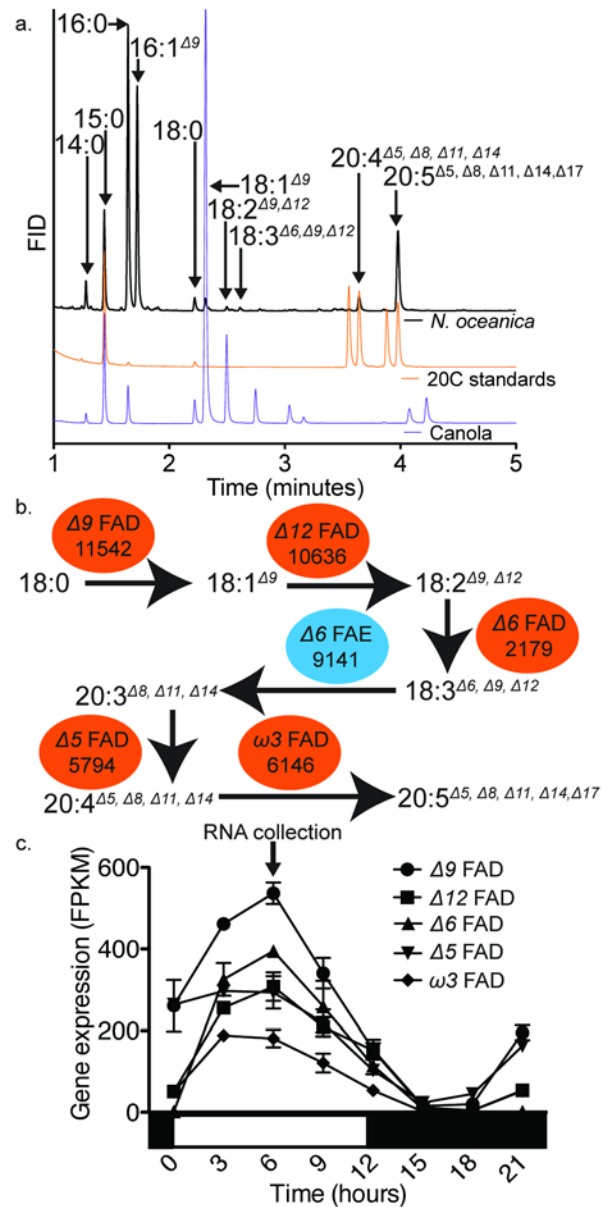 a.
16:0
16:1Δ9
15:0
14:0
18:0
18:1Δ9
18:2Δ9,Δ12
18:3Δ6,Δ9,Δ12
20:4Δ5, Δ8, Δ11, Δ14
20:5Δ5, Δ8, Δ11, Δ14,Δ17
FID
N. oceanica
20C standards
Canola
1 2 3 4 5
Time (minutes)
b.
Δ9 FAD
11542
Δ12 FAD
10636
18:0
18:1Δ9
18:2Δ9, Δ12
Δ6 FAE
9141
Δ6 FAD
2179
20:3Δ8, Δ11, Δ14
18:3Δ6, Δ9, Δ12
Δ5 FAD
5794
ω3 FAD
6146
20:4Δ5, Δ8, Δ11, Δ14
20:5Δ5, Δ8, Δ11, Δ14,Δ17
c.
RNA collection
Gene expression (FPKM)
600
400
200
0
Δ9 FAD
Δ12 FAD
Δ6 FAD
Δ5 FAD
ω3 FAD
0 3 6 9 12 15 18 21
Time (hours)